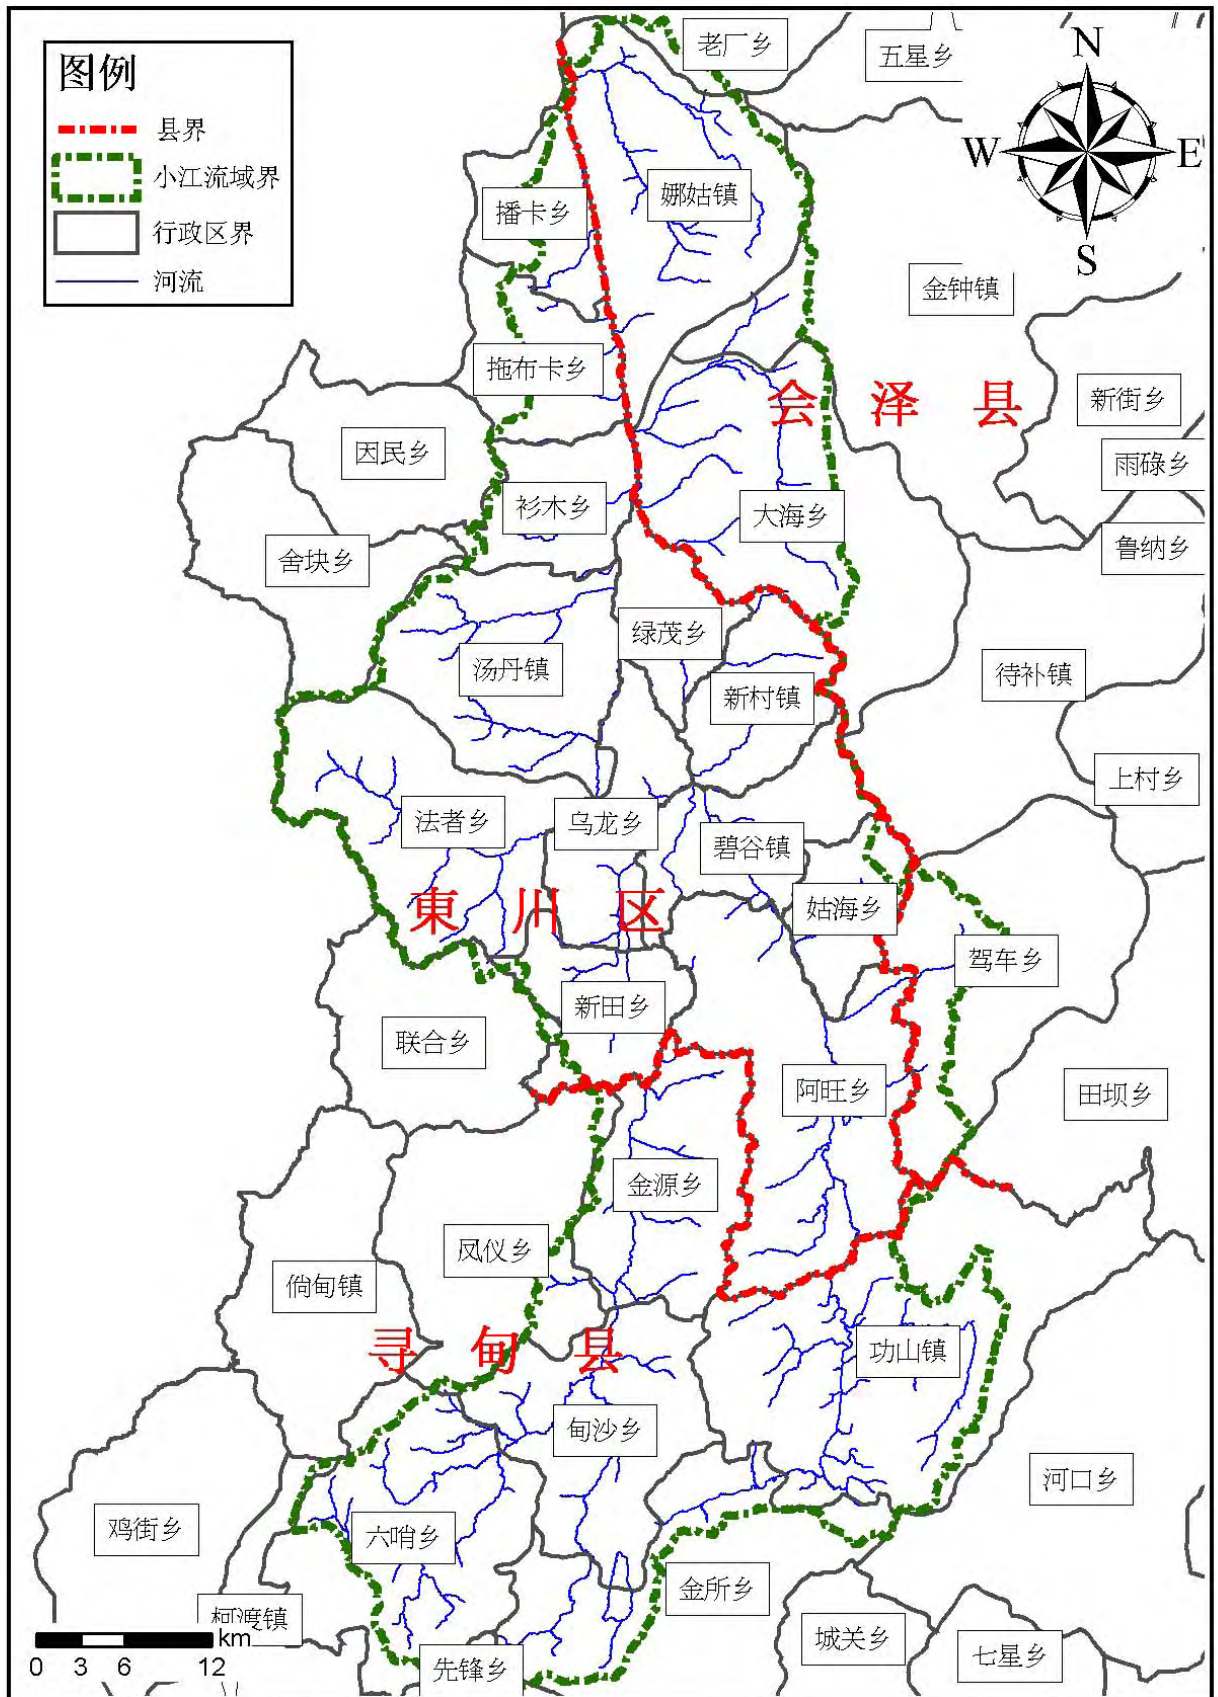 图例
县界
小江流域界
行政区界
河流
N
W
E
S
老厂乡
五星乡
播卡乡
娜姑镇
金钟镇
拖布卡乡
会泽县
新街乡
因民乡
雨碌乡
衫木乡
大海乡
舍块乡
鲁纳乡
绿茂乡
汤丹镇
新村镇
待补镇
上村乡
法者乡
乌龙乡
碧谷镇
東川区
姑海乡
驾车乡
新田乡
联合乡
阿旺乡
田坝乡
金源乡
凤仪乡
倘甸镇
寻甸县
功山镇
甸沙乡
河口乡
鸡街乡
六哨乡
金所乡
柯渡镇
城关乡
七星乡
先锋乡
km
0 3 6 12